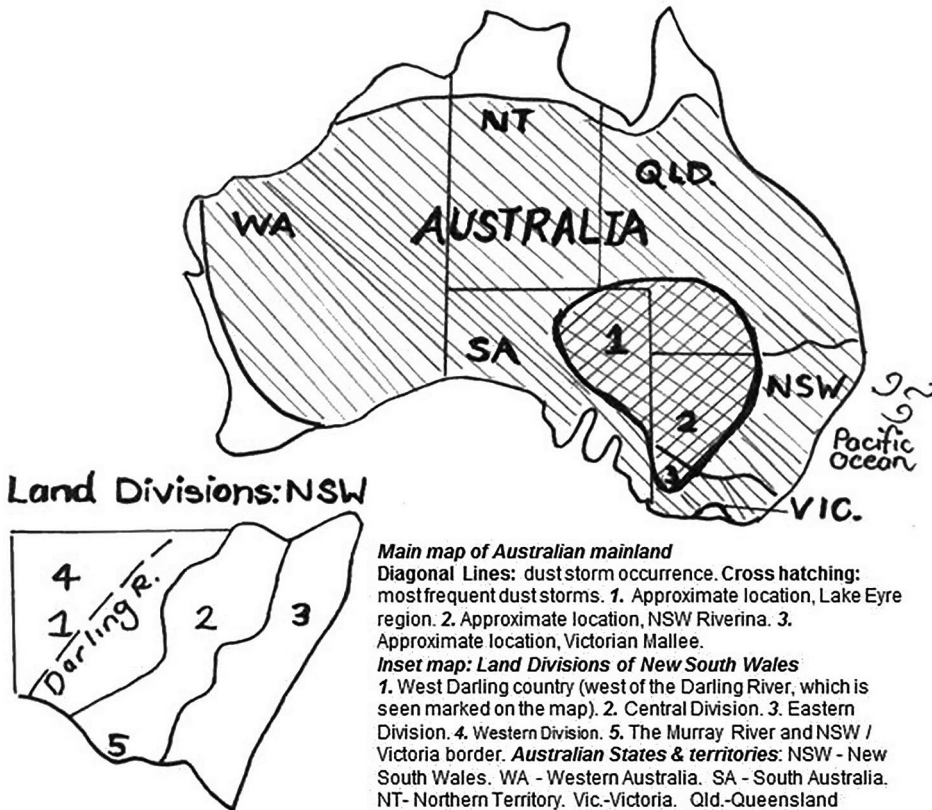 NT
QLD.
WA
AUSTRALIA
1
SA
NSW
2
Pacific
Ocean
3
VIC.
Land Divisions: NSW
4
1
Darling R.
2
3
5
Main map of Australian mainland
Diagonal Lines: dust storm occurrence. Cross hatching:
most frequent dust storms. 1. Approximate location, Lake Eyre
region. 2. Approximate location, NSW Riverina. 3.
Approximate location, Victorian Mallee.
Inset map: Land Divisions of New South Wales
1. West Darling country (west of the Darling River, which is
seen marked on the map). 2. Central Division. 3. Eastern
Division. 4. Western Division. 5. The Murray River and NSW /
Victoria border. Australian States & territories: NSW - New
South Wales. WA - Western Australia. SA - South Australia.
NT- Northern Territory. Vic.-Victoria. Qld.-Queensland